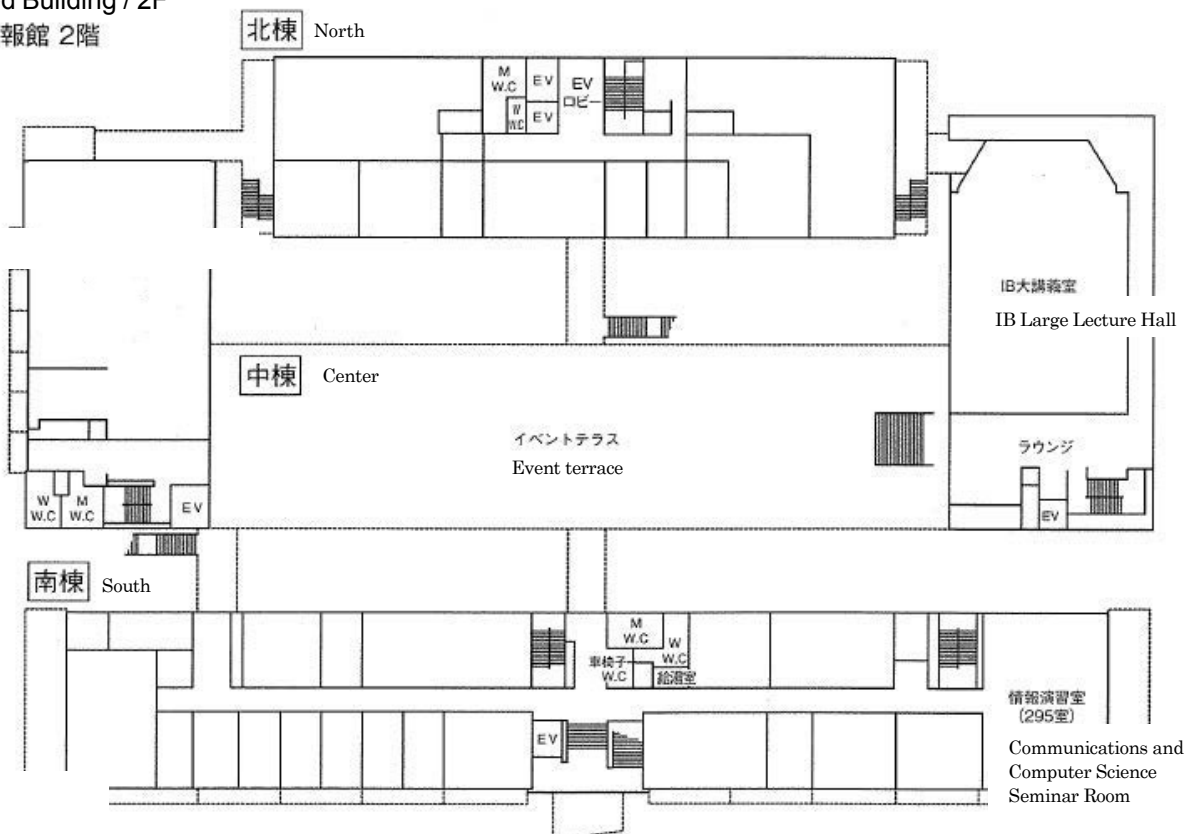 d Building / 2F
報館 2階
北棟 North
M
W.C
EV
EV
ロビー
W
W.C
EV
IB大講義室
IB Large Lecture Hall
中棟 Center
イベントテラス
Event terrace
ラウンジ
W
W.C
M
W.C
EV
EV
南棟 South
M
W.C
W
W.C
車椅子
W.C
給湯室
EV
情報演習室
(295室)
Communications and
Computer Science
Seminar Room